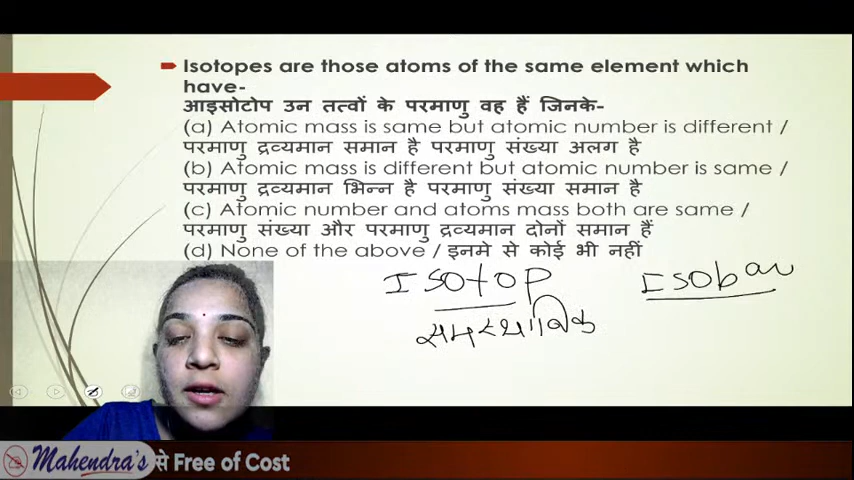 Isotopes are those atoms of the same element which
have-
आइसोटोप उन तत्वों के परमाणु वह हैं जिनके-
(a) Atomic mass is same but atomic number is different /
परमाणु द्रव्यमान समान है परमाणु संख्या अलग है
(b) Atomic mass is different but atomic number is same /
परमाणु द्रव्यमान भिन्न है परमाणु संख्या समान है
(c) Atomic number and atoms mass both are same /
परमाणु संख्या और परमाणु द्रव्यमान दोनों समान हैं
(d) None of the above / इनमे से कोई भी नहीं
Isotop Isobar
समस्थानिक
Mahendra's से Free of Cost